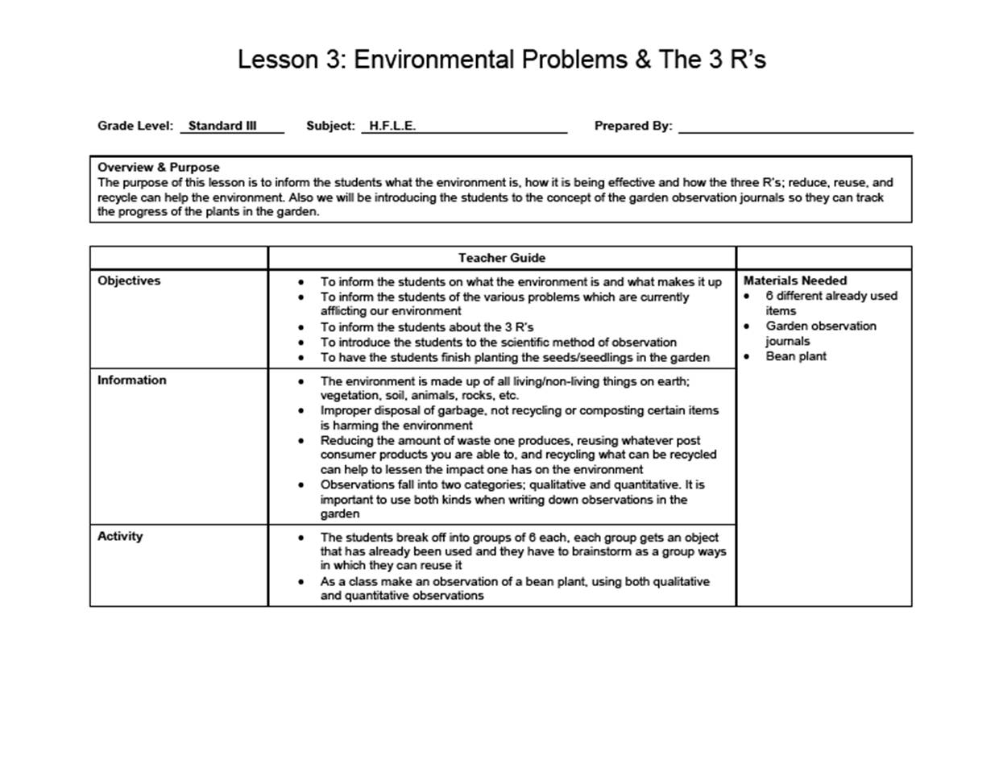 Lesson 3: Environmental Problems & The 3 R's
Grade Level: Standard III Subject: H.F.L.E. Prepared By:
Overview & Purpose
The purpose of this lesson is to inform the students what the environment is, how it is being effective and how the three R's; reduce, reuse, and
recycle can help the environment. Also we will be introducing the students to the concept of the garden observation journals so they can track
the progress of the plants in the garden.
Teacher Guide
Objectives
• To inform the students on what the environment is and what makes it up
• To inform the students of the various problems which are currently
afflicting our environment
• To inform the students about the 3 R's
• To introduce the students to the scientific method of observation
• To have the students finish planting the seeds/seedlings in the garden
Materials Needed
• 6 different already used
items
• Garden observation
journals
• Bean plant
Information
• The environment is made up of all living/non-living things on earth;
vegetation, soil, animals, rocks, etc.
• Improper disposal of garbage, not recycling or composting certain items
is harming the environment
• Reducing the amount of waste one produces, reusing whatever post
consumer products you are able to, and recycling what can be recycled
can help to lessen the impact one has on the environment
• Observations fall into two categories; qualitative and quantitative. It is
important to use both kinds when writing down observations in the
garden
Activity
• The students break off into groups of 6 each, each group gets an object
that has already been used and they have to brainstorm as a group ways
in which they can reuse it
• As a class make an observation of a bean plant, using both qualitative
and quantitative observations